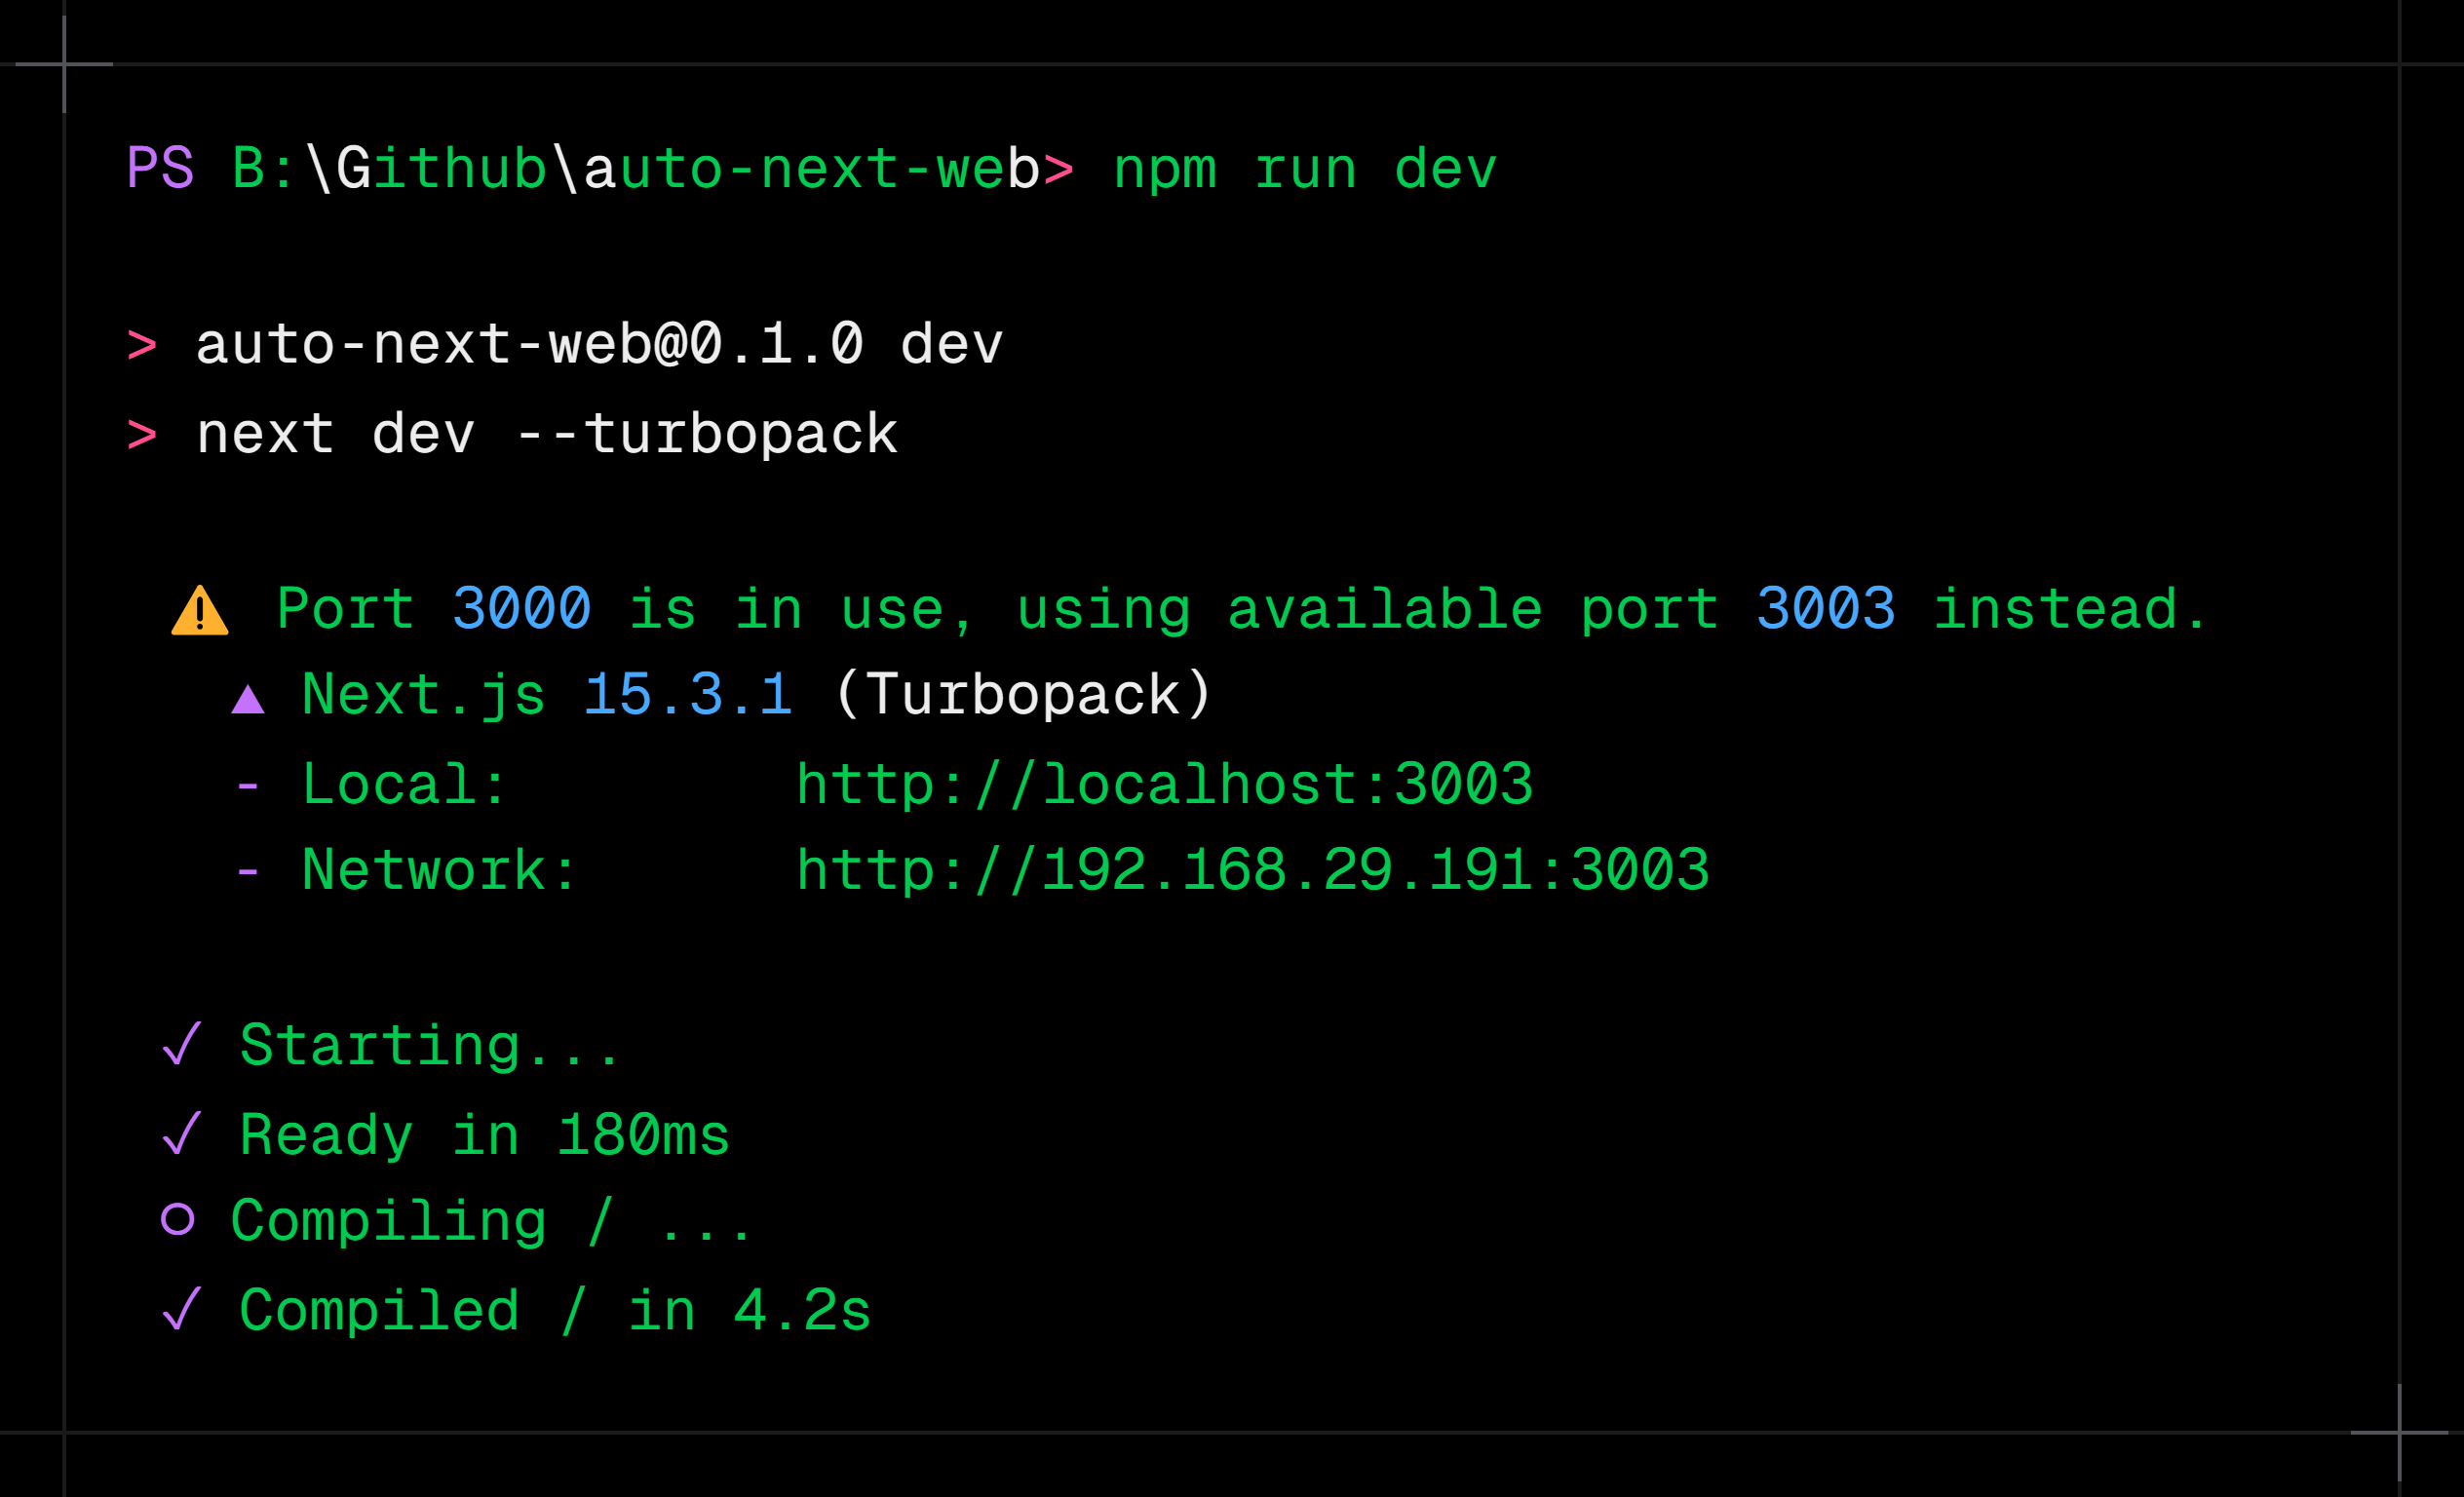 PS B:\Github\auto-next-web> npm run dev
> auto-next-web@0.1.0 dev
> next dev --turbopack
⚠ Port 3000 is in use, using available port 3003 instead.
▲ Next.js 15.3.1 (Turbopack)
- Local: http://localhost:3003
- Network: http://192.168.29.191:3003
✓ Starting...
✓ Ready in 180ms
○ Compiling / ...
✓ Compiled / in 4.2s